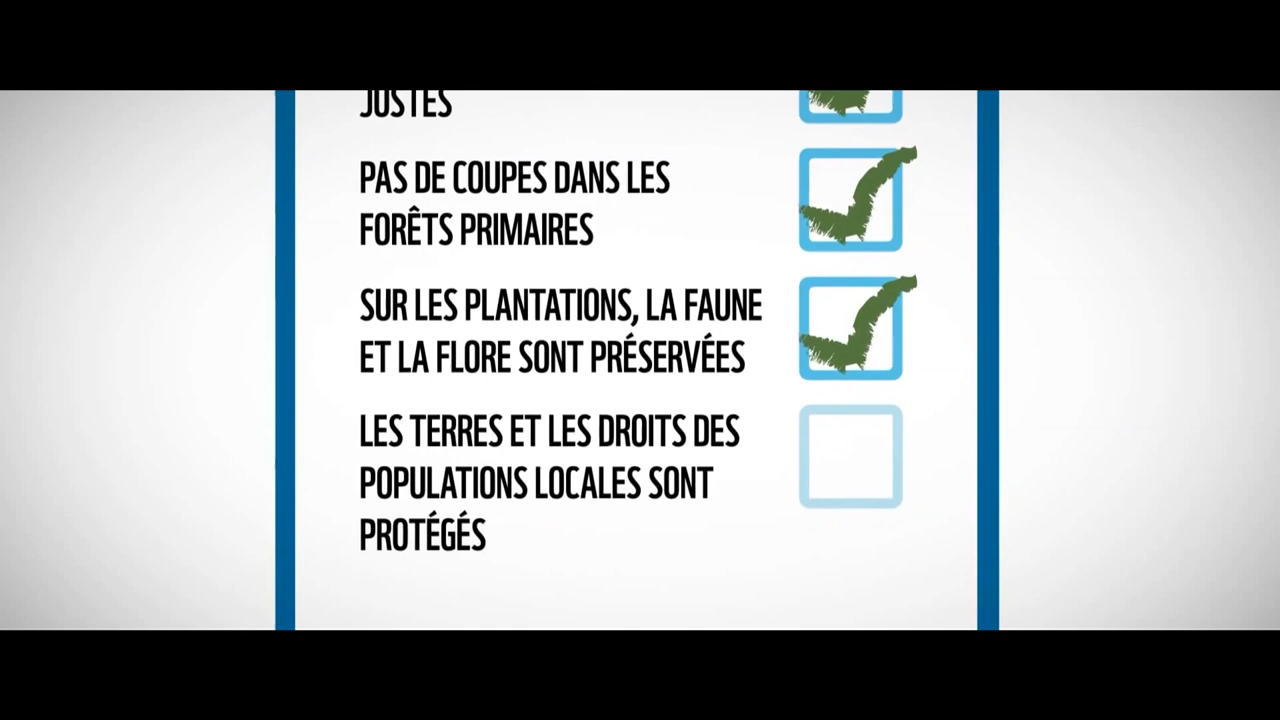 JUSTES
PAS DE COUPES DANS LES
FORÊTS PRIMAIRES
SUR LES PLANTATIONS, LA FAUNE
ET LA FLORE SONT PRÉSERVÉES
LES TERRES ET LES DROITS DES
POPULATIONS LOCALES SONT
PROTÉGÉS